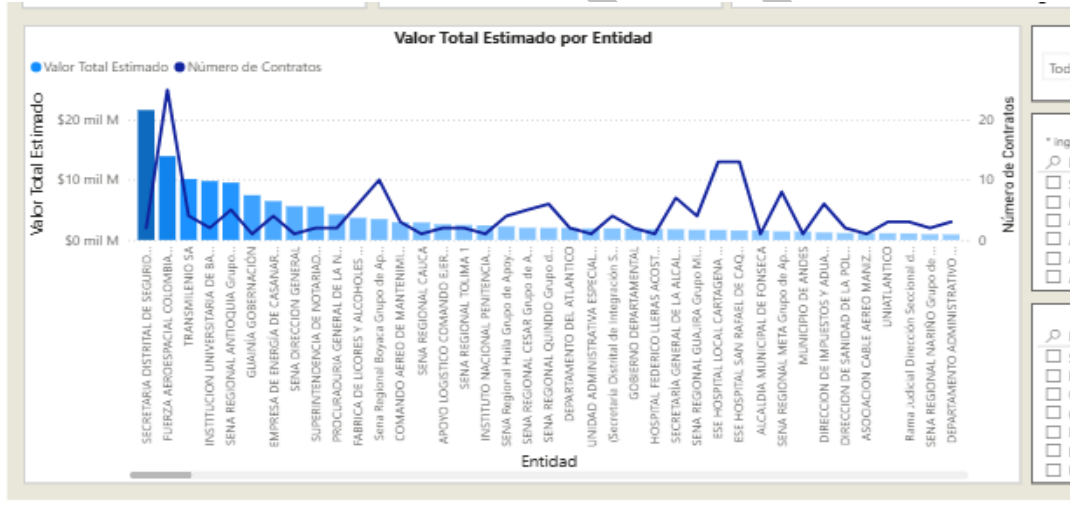 Valor Total Estimado por Entidad
Valor Total Estimado Número de Contratos
Valor Total Estimado
$20 mil M
$10 mil M
$0 mil M
20
10
0
Número de Contratos
SECRETARIA DISTRITAL DE SEGURID...
FUERZA AEROESPACIAL COLOMBIA...
TRANSMILENIO SA
INSTITUCION UNIVERSITARIA DE BA...
SENA REGIONAL ANTIOQUIA Grupo...
GUAINÍA GOBERNACIÓN
EMPRESA DE ENERGÍA DE CASANAR...
SENA DIRECCION GENERAL
SUPERINTENDENCIA DE NOTARIAD...
PROCURADURIA GENERAL DE LA N...
FABRICA DE LICORES Y ALCOHOLES ...
Sena Regional Boyaca Grupo de Ap...
COMANDO AEREO DE MANTENIMI...
SENA REGIONAL CAUCA
APOYO LOGISTICO COMANDO EJER...
SENA REGIONAL TOLIMA 1
INSTITUTO NACIONAL PENITENCIA...
SENA Regional Huila Grupo de Apoy...
SENA REGIONAL CESAR Grupo de A...
SENA REGIONAL QUINDIO Grupo d...
DEPARTAMENTO DEL ATLANTICO
UNIDAD ADMINISTRATIVA ESPECIAL...
(Secretaria Distrital de Integración S...
GOBIERNO DEPARTAMENTAL
HOSPITAL FEDERICO LLERAS ACOST...
SECRETARÍA GENERAL DE LA ALCAL...
SENA REGIONAL GUAJIRA Grupo Mi...
ESE HOSPITAL LOCAL CARTAGENA ...
ESE HOSPITAL SAN RAFAEL DE CAQ...
ALCALDIA MUNICIPAL DE FONSECA
SENA REGIONAL META Grupo de Ap...
MUNICIPIO DE ANDES
DIRECCION DE IMPUESTOS Y ADUA...
DIRECCION DE SANIDAD DE LA POL...
ASOCIACION CABLE AEREO MANIZ...
UNIATLANTICO
Rama Judicial Dirección Seccional d...
SENA REGIONAL NARIÑO Grupo de ...
DEPARTAMENTO ADMINISTRATIVO ...
Entidad
Tod
* ing